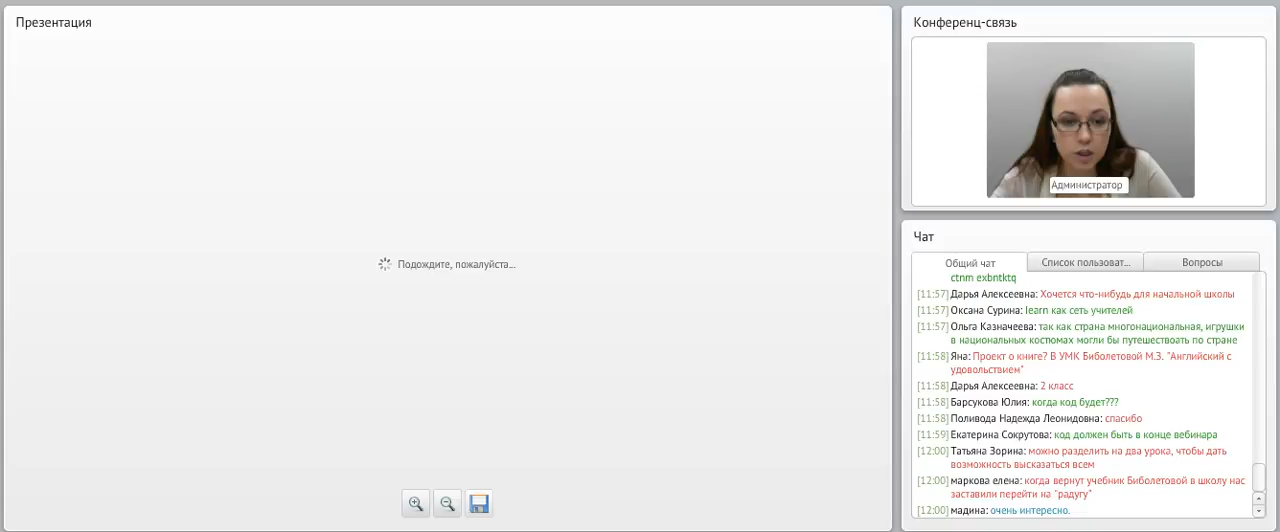 Презентация
Подождите, пожалуйста...
Конференц-связь
Администратор
Чат
Общий чат
Список пользоват...
Вопросы
ctnm exbntktq
[11:57] Дарья Алексеевна: Хочется что-нибудь для начальной школы
[11:57] Оксана Сурина: learn как сеть учителей
[11:57] Ольга Казначеева: так как страна многонациональная, игрушки
в национальных костюмах могли бы путешествоать по стране
[11:58] Яна: Проект о книге? В УМК Биболетовой М.З. "Английский с
удовольствием"
[11:58] Дарья Алексеевна: 2 класс
[11:58] Барсукова Юлия: когда код будет???
[11:58] Поливода Надежда Леонидовна: спасибо
[11:59] Екатерина Сокрутова: код должен быть в конце вебинара
[12:00] Татьяна Зорина: можно разделить на два урока, чтобы дать
возможность высказаться всем
[12:00] маркова елена: когда вернут учебник Биболетовой в школу нас
заставили перейти на "радугу"
[12:00] мадина: очень интересно.